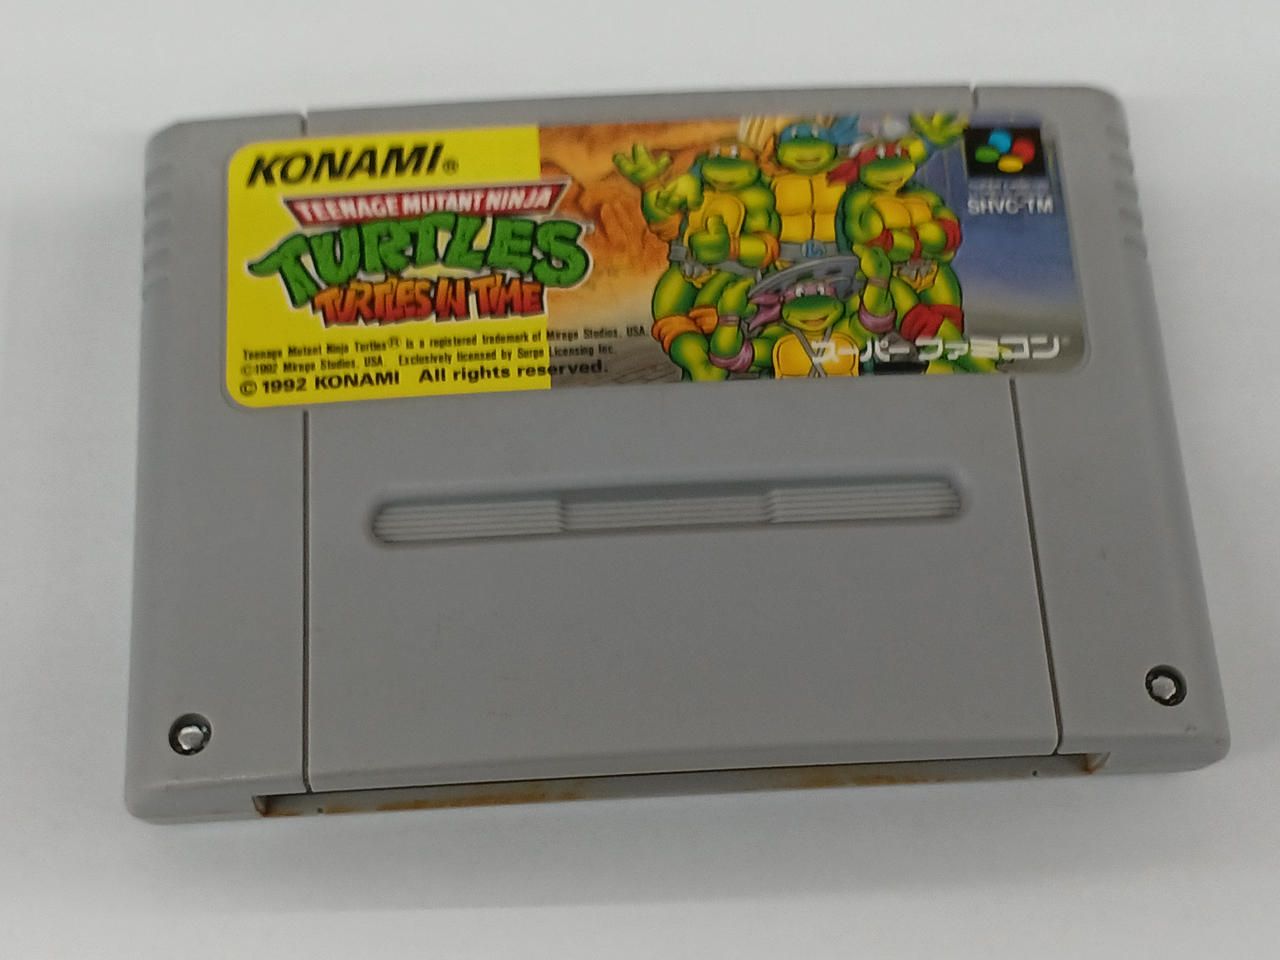 KONAMI®
TEENAGE MUTANT NINJA
TURTLES™
TURTLES IN TIME
Teenage Mutant Ninja Turtles® is a registered trademark of Mirage Studios, USA.
©1992 Mirage Studios, USA. Exclusively licensed by Surge Licensing Inc.
© 1992 KONAMI All rights reserved.
SHVC-TM
L
スーパーファミコン